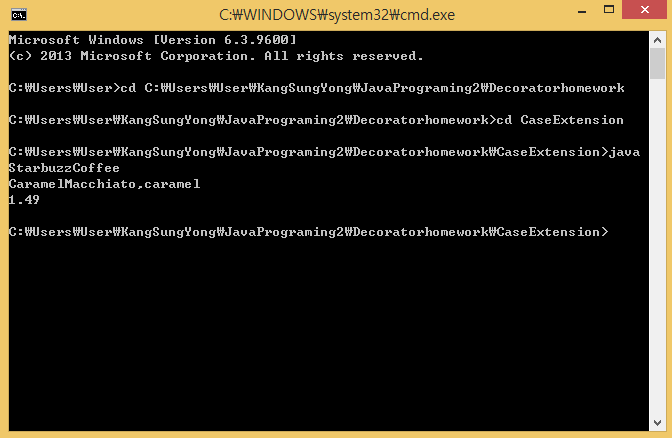 C:₩WINDOWS₩system32₩cmd.exe
Microsoft Windows [Version 6.3.9600]
(c) 2013 Microsoft Corporation. All rights reserved.
C:₩Users₩User>cd C:₩Users₩User₩KangSungYong₩JavaPrograming2₩Decoratorhomework
C:₩Users₩User₩KangSungYong₩JavaPrograming2₩Decoratorhomework>cd CaseExtension
C:₩Users₩User₩KangSungYong₩JavaPrograming2₩Decoratorhomework₩CaseExtension>java
StarbuzzCoffee
CaramelMacchiato,caramel
1.49
C:₩Users₩User₩KangSungYong₩JavaPrograming2₩Decoratorhomework₩CaseExtension>